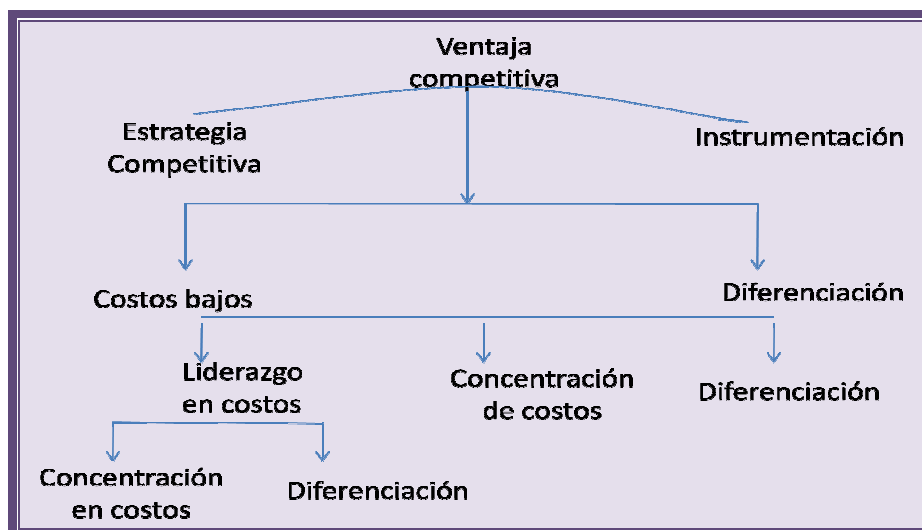 Ventaja
competitiva
Estrategia
Competitiva
Instrumentación
Costos bajos
Diferenciación
Liderazgo
en costos
Concentración
de costos
Diferenciación
Concentración
en costos
Diferenciación